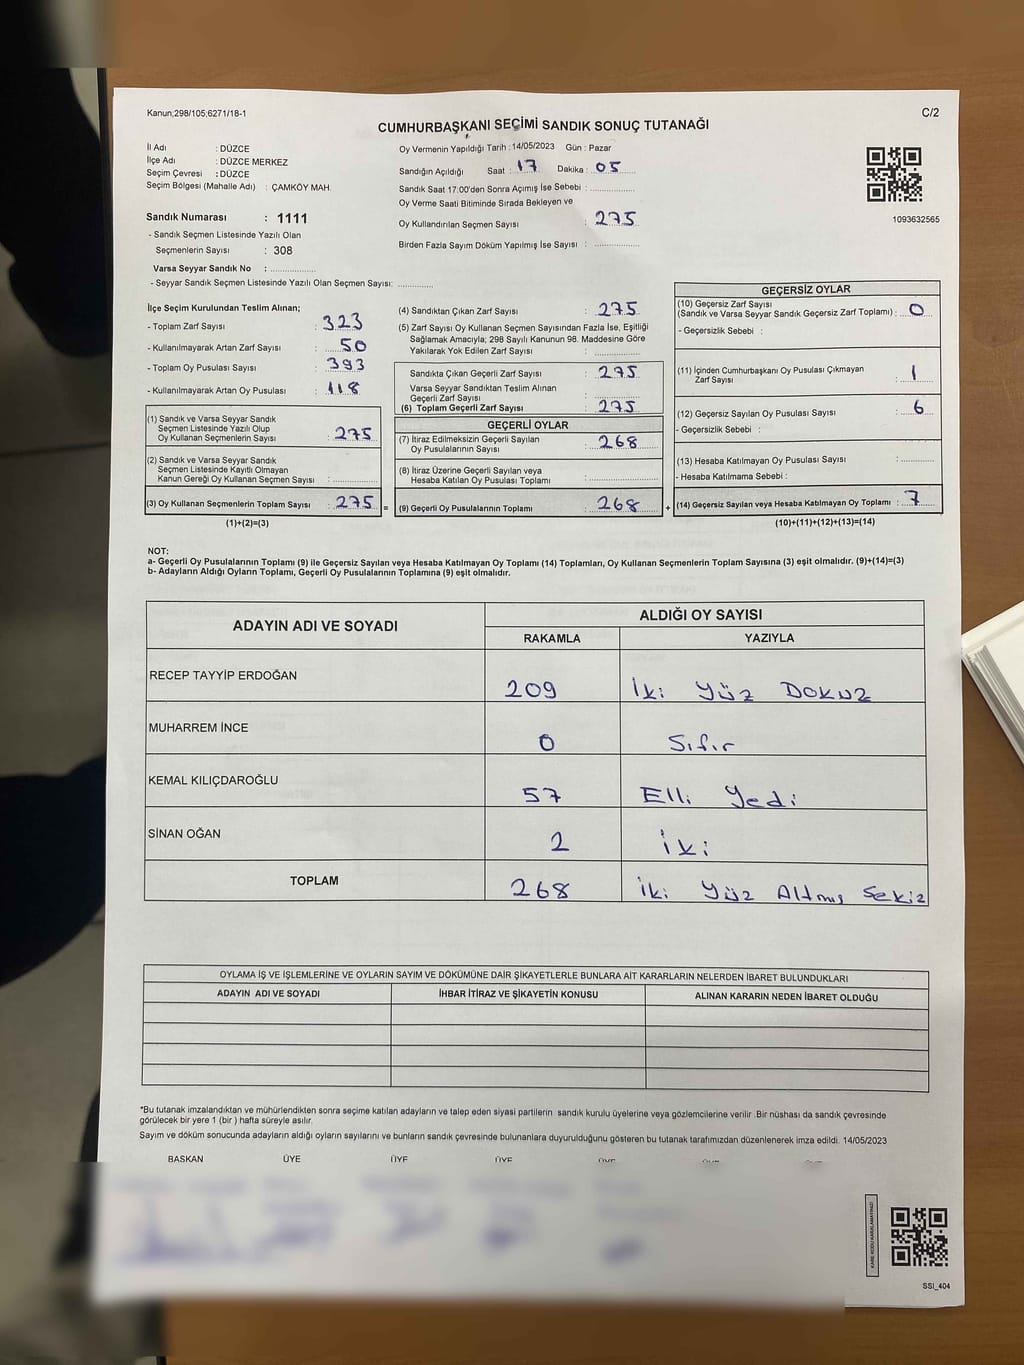 Kanun;298/105;6271/18-1
C/2
CUMHURBAŞKANI SEÇİMİ SANDIK SONUÇ TUTANAĞI
İl Adı : DÜZCE
İlçe Adı : DÜZCE MERKEZ
Seçim Çevresi : DÜZCE
Seçim Bölgesi (Mahalle Adı) : ÇAMKÖY MAH.
Sandık Numarası : 1111
- Sandık Seçmen Listesinde Yazılı Olan
Seçmenlerin Sayısı : 308
Varsa Seyyar Sandık No : ................
- Seyyar Sandık Seçmen Listesinde Yazılı Olan Seçmen Sayısı: ............
Oy Vermenin Yapıldığı Tarih : 14/05/2023 Gün : Pazar
Sandığın Açıldığı Saat : 17 Dakika : 05
Sandık Saat 17:00'den Sonra Açımış İse Sebebi : ................
Oy Verme Saati Bitiminde Sırada Bekleyen ve
Oy Kullandırılan Seçmen Sayısı : 275
Birden Fazla Sayım Döküm Yapılmış İse Sayısı : ................
1093632565
İlçe Seçim Kurulundan Teslim Alınan;
- Toplam Zarf Sayısı : 323
- Kullanılmayarak Artan Zarf Sayısı : 50
- Toplam Oy Pusulası Sayısı : 393
- Kullanılmayarak Artan Oy Pusulası : 118
(1) Sandık ve Varsa Seyyar Sandık
Seçmen Listesinde Yazılı Olup
Oy Kullanan Seçmenlerin Sayısı : 275
(2) Sandık ve Varsa Seyyar Sandık
Seçmen Listesinde Kayıtlı Olmayan
Kanun Gereği Oy Kullanan Seçmen Sayısı : ............
(3) Oy Kullanan Seçmenlerin Toplam Sayısı : 275 =
(1)+(2)=(3)
(4) Sandıktan Çıkan Zarf Sayısı : 275
(5) Zarf Sayısı Oy Kullanan Seçmen Sayısından Fazla İse, Eşitliği
Sağlamak Amacıyla; 298 Sayılı Kanunun 98. Maddesine Göre
Yakılarak Yok Edilen Zarf Sayısı : ............
Sandıkta Çıkan Geçerli Zarf Sayısı : 275
Varsa Seyyar Sandıktan Teslim Alınan
Geçerli Zarf Sayısı : ............
(6) Toplam Geçerli Zarf Sayısı : 275
GEÇERLİ OYLAR
(7) İtiraz Edilmeksizin Geçerli Sayılan
Oy Pusulalarının Sayısı : 268
(8) İtiraz Üzerine Geçerli Sayılan veya
Hesaba Katılan Oy Pusulası Toplamı : ............
(9) Geçerli Oy Pusulalarının Toplamı : 268 +
GEÇERSİZ OYLAR
(10) Geçersiz Zarf Sayısı
(Sandık ve Varsa Seyyar Sandık Geçersiz Zarf Toplamı) : 0
- Geçersizlik Sebebi :
(11) İçinden Cumhurbaşkanı Oy Pusulası Çıkmayan
Zarf Sayısı : 1
(12) Geçersiz Sayılan Oy Pusulası Sayısı : 6
- Geçersizlik Sebebi :
(13) Hesaba Katılmayan Oy Pusulası Sayısı : ............
- Hesaba Katılmama Sebebi :
(14) Geçersiz Sayılan veya Hesaba Katılmayan Oy Toplamı : 7
(10)+(11)+(12)+(13)=(14)
NOT:
a- Geçerli Oy Pusulalarının Toplamı (9) ile Geçersiz Sayılan veya Hesaba Katılmayan Oy Toplamı (14) Toplamları, Oy Kullanan Seçmenlerin Toplam Sayısına (3) eşit olmalıdır. (9)+(14)=(3)
b- Adayların Aldığı Oyların Toplamı, Geçerli Oy Pusulalarının Toplamına (9) eşit olmalıdır.
ADAYIN ADI VE SOYADI
ALDIĞI OY SAYISI
RAKAMLA YAZIYLA
RECEP TAYYİP ERDOĞAN 209 İki Yüz Dokuz
MUHARREM İNCE 0 Sıfır
KEMAL KILIÇDAROĞLU 57 Elli Yedi
SİNAN OĞAN 2 İki
TOPLAM 268 İki Yüz Altmış Sekiz
OYLAMA İŞ VE İŞLEMLERİNE VE OYLARIN SAYIM VE DÖKÜMÜNE DAİR ŞİKAYETLERLE BUNLARA AİT KARARLARIN NELERDEN İBARET BULUNDUKLARI
ADAYIN ADI VE SOYADI İHBAR İTİRAZ VE ŞİKAYETİN KONUSU ALINAN KARARIN NEDEN İBARET OLDUĞU
*Bu tutanak imzalandıktan ve mühürlendikten sonra seçime katılan adayların ve talep eden siyasi partilerin sandık kurulu üyelerine veya gözlemcilerine verilir .Bir nüshası da sandık çevresinde
görülecek bir yere 1 (bir ) hafta süreyle asılır.
Sayım ve döküm sonucunda adayların aldığı oyların sayılarını ve bunların sandık çevresinde bulunanlara duyurulduğunu gösteren bu tutanak tarafımızdan düzenlenerek imza edildi. 14/05/2023
BAŞKAN ÜYE ÜYE ÜYE
KARE KODU KARALAMAYINIZ!
SSI_404